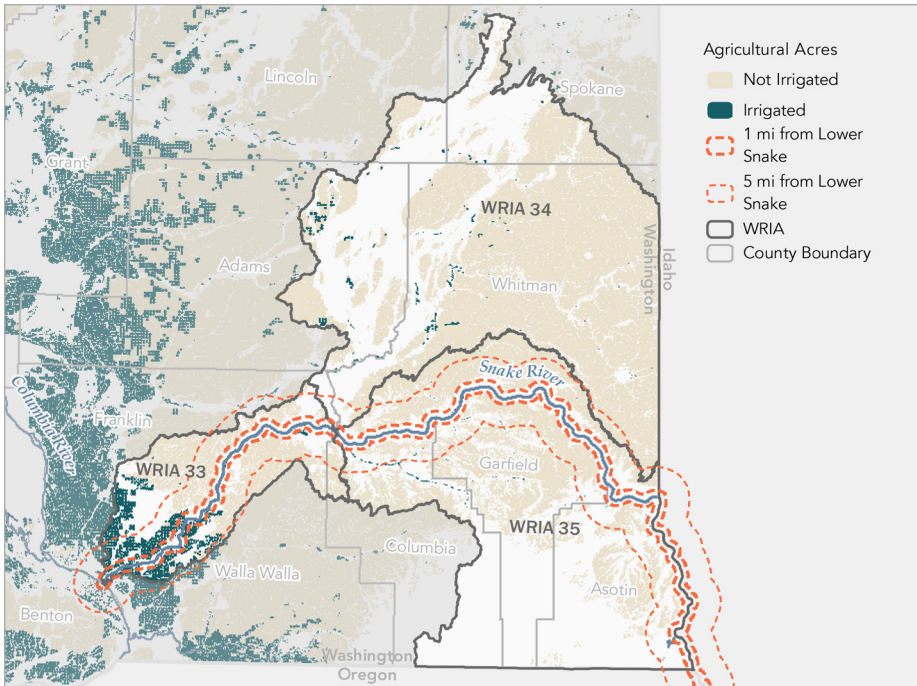 Lincoln
Spokane
Grant
WRIA 34
Adams
Whitman
Washington
Idaho
Snake River
Columbia River
Franklin
WRIA 33
Garfield
WRIA 35
Columbia
Walla Walla
Asotin
Benton
Washington
Oregon
Agricultural Acres
Not Irrigated
Irrigated
1 mi from Lower
Snake
5 mi from Lower
Snake
WRIA
County Boundary